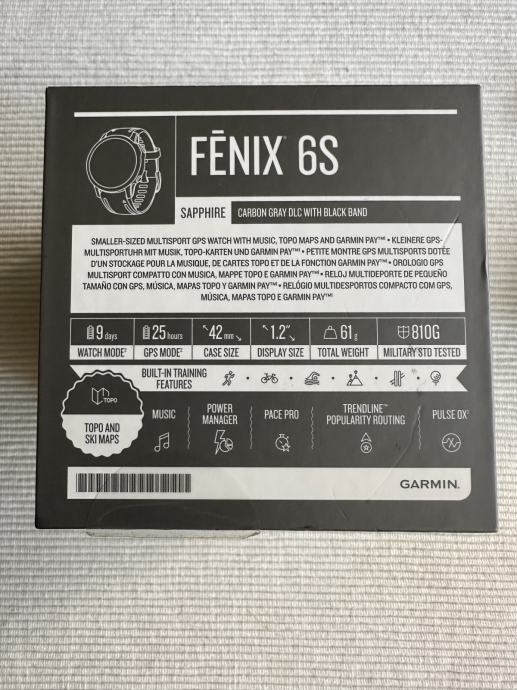 FĒNIX® 6S
SAPPHIRE CARBON GRAY DLC WITH BLACK BAND
SMALLER-SIZED MULTISPORT GPS WATCH WITH MUSIC, TOPO MAPS AND GARMIN PAY™ • KLEINERE GPS-
MULTISPORTUHR MIT MUSIK, TOPO-KARTEN UND GARMIN PAY™ • PETITE MONTRE GPS MULTISPORTS DOTÉE
D'UN STOCKAGE POUR LA MUSIQUE, DE CARTES TOPO ET DE LA FONCTION GARMIN PAY™ • OROLOGIO GPS
MULTISPORT COMPATTO CON MUSICA, MAPPE TOPO E GARMIN PAY™ • RELOJ MULTIDEPORTE DE PEQUEÑO
TAMAÑO CON GPS, MÚSICA, MAPAS TOPO Y GARMIN PAY™ • RELÓGIO MULTIDESPORTOS COMPACTO COM GPS,
MÚSICA, MAPAS TOPO E GARMIN PAY™
9 days 25 hours 42 mm 1.2" 61 g 810G
WATCH MODE¹ GPS MODE¹ CASE SIZE DISPLAY SIZE TOTAL WEIGHT MILITARY STD TESTED
BUILT-IN TRAINING
FEATURES
TOPO
TOPO AND
SKI MAPS
MUSIC
POWER
MANAGER
PACE PRO
TRENDLINE™
POPULARITY ROUTING
PULSE OX¹
GARMIN.